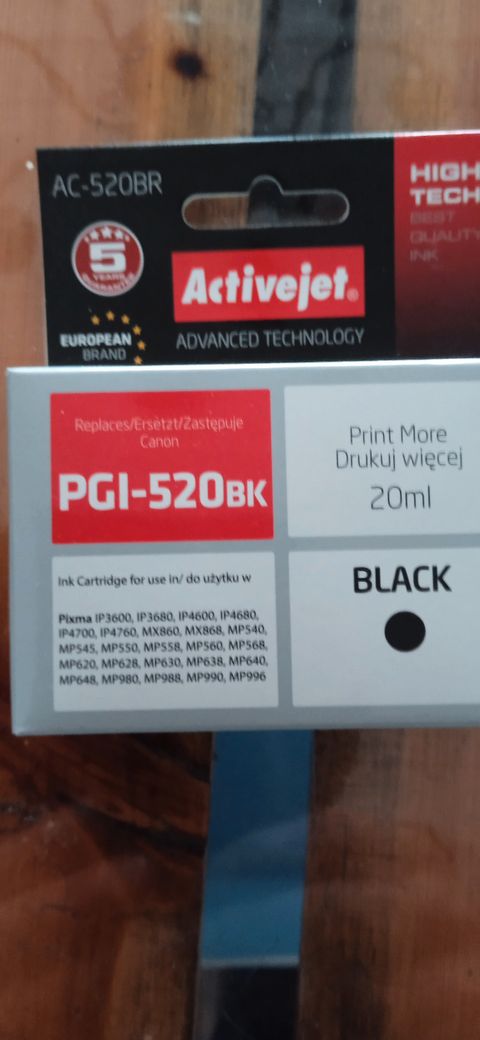 AC-520BR
HIGH
TECH
BEST
QUALITY
INK
5
5 YEARS
GUARANTEE
Activejet®
EUROPEAN
BRAND
ADVANCED TECHNOLOGY
Replaces/Ersetzt/Zastępuje
Canon
PGI-520BK
Print More
Drukuj więcej
20ml
Ink Cartridge for use in/ do użytku w
Pixma IP3600, IP3680, IP4600, IP4680,
IP4700, IP4760, MX860, MX868, MP540,
MP545, MP550, MP558, MP560, MP568,
MP620, MP628, MP630, MP638, MP640,
MP648, MP980, MP988, MP990, MP996
BLACK